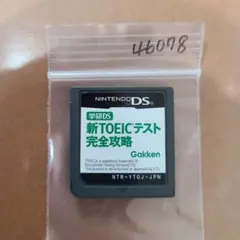 46078
NINTENDO DS
学研DS
新TOEIC テスト
完全攻略
Gakken
NTR-YTOJ-JPN